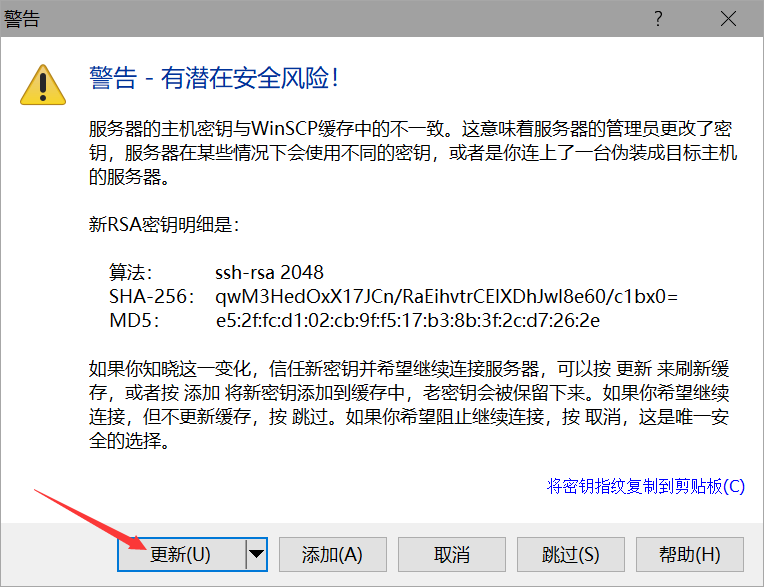 警告
?
警告 - 有潜在安全风险！
服务器的主机密钥与WinSCP缓存中的不一致。这意味着服务器的管理员更改了密
钥，服务器在某些情况下会使用不同的密钥，或者是你连上了一台伪装成目标主机
的服务器。
新RSA密钥明细是：
算法： ssh-rsa 2048
SHA-256： qwM3HedOxX17JCn/RaEihvtrCElXDhJwl8e60/c1bx0=
MD5： e5:2f:fc:d1:02:cb:9f:f5:17:b3:8b:3f:2c:d7:26:2e
如果你知晓这一变化，信任新密钥并希望继续连接服务器，可以按 更新 来刷新缓
存，或者按 添加 将新密钥添加到缓存中，老密钥会被保留下来。如果你希望继续
连接，但不更新缓存，按 跳过。如果你希望阻止继续连接，按 取消，这是唯一安
全的选择。
将密钥指纹复制到剪贴板(C)
更新(U) 添加(A) 取消 跳过(S) 帮助(H)